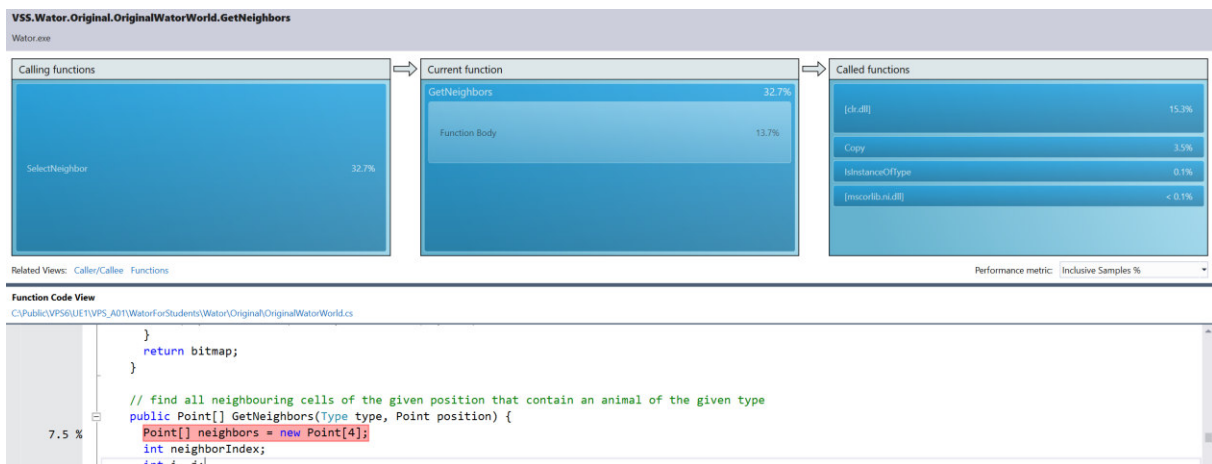 VSS.Wator.Original.OriginalWatorWorld.GetNeighbors
Wator.exe
Calling functions
Current function
Called functions
SelectNeighbor 32.7%
GetNeighbors 32.7%
Function Body 13.7%
[clr.dll] 15.3%
Copy 3.5%
IsInstanceOfType 0.1%
[mscorlib.ni.dll] < 0.1%
Related Views: Caller/Callee Functions
Performance metric: Inclusive Samples %
Function Code View
C:\Public\VPS6\UE1\VPS_A01\WatorForStudents\Wator\Original\OriginalWatorWorld.cs
}
return bitmap;
}
// find all neighbouring cells of the given position that contain an animal of the given type
public Point[] GetNeighbors(Type type, Point position) {
7.5 % Point[] neighbors = new Point[4];
int neighborIndex;